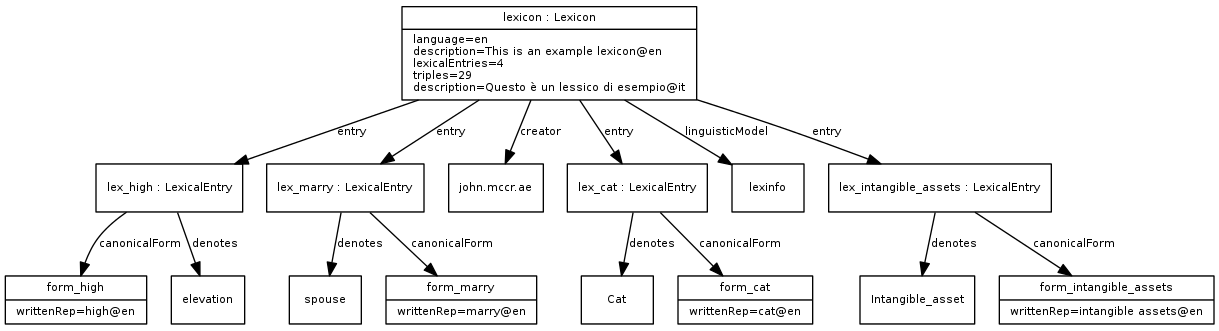 lexicon : Lexicon
language=en
description=This is an example lexicon@en
lexicalEntries=4
triples=29
description=Questo è un lessico di esempio@it
entry
entry
creator
entry
linguisticModel
entry
lex_high : LexicalEntry
lex_marry : LexicalEntry
john.mccr.ae
lex_cat : LexicalEntry
lexinfo
lex_intangible_assets : LexicalEntry
canonicalForm
denotes
denotes
canonicalForm
denotes
canonicalForm
denotes
canonicalForm
form_high
writtenRep=high@en
elevation
spouse
form_marry
writtenRep=marry@en
Cat
form_cat
writtenRep=cat@en
Intangible_asset
form_intangible_assets
writtenRep=intangible assets@en